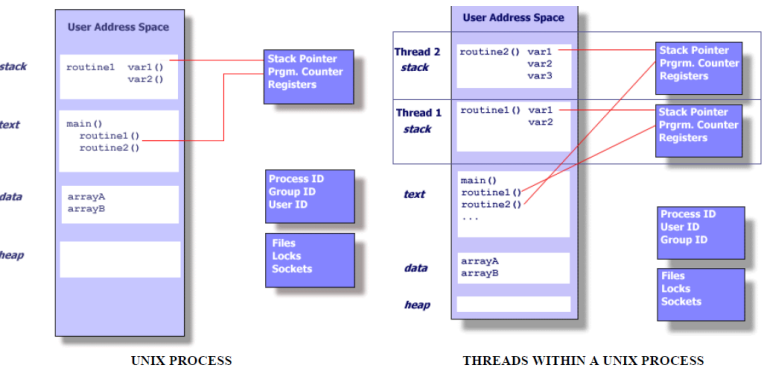 User Address Space
stack
routine1 var1()
var2()
Stack Pointer
Prgm. Counter
Registers
text
main()
routine1()
routine2()
data
arrayA
arrayB
heap
Process ID
Group ID
User ID
Files
Locks
Sockets
UNIX PROCESS
User Address Space
Thread 2
stack
routine2() var1
var2
var3
Stack Pointer
Prgrm. Counter
Registers
Thread 1
stack
routine1() var1
var2
Stack Pointer
Prgrm. Counter
Registers
text
main()
routine1()
routine2()
...
data
arrayA
arrayB
heap
Process ID
User ID
Group ID
Files
Locks
Sockets
THREADS WITHIN A UNIX PROCESS